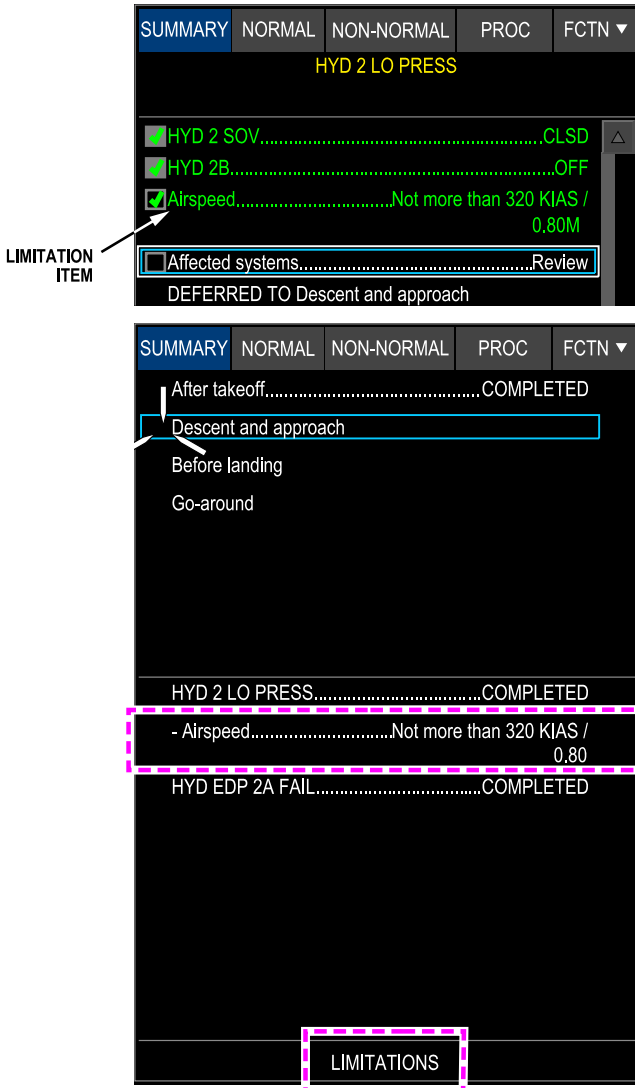 SUMMARY NORMAL NON-NORMAL PROC FCTN ▼
HYD 2 LO PRESS
HYD 2 SOV..............................CLSD
HYD 2B..............................OFF
Airspeed..............................Not more than 320 KIAS /
0.80M
LIMITATION
ITEM
Affected systems..............................Review
DEFERRED TO Descent and approach
SUMMARY NORMAL NON-NORMAL PROC FCTN ▼
After takeoff..............................COMPLETED
Descent and approach
Before landing
Go-around
HYD 2 LO PRESS..............................COMPLETED
- Airspeed..............................Not more than 320 KIAS /
0.80
HYD EDP 2A FAIL..............................COMPLETED
LIMITATIONS